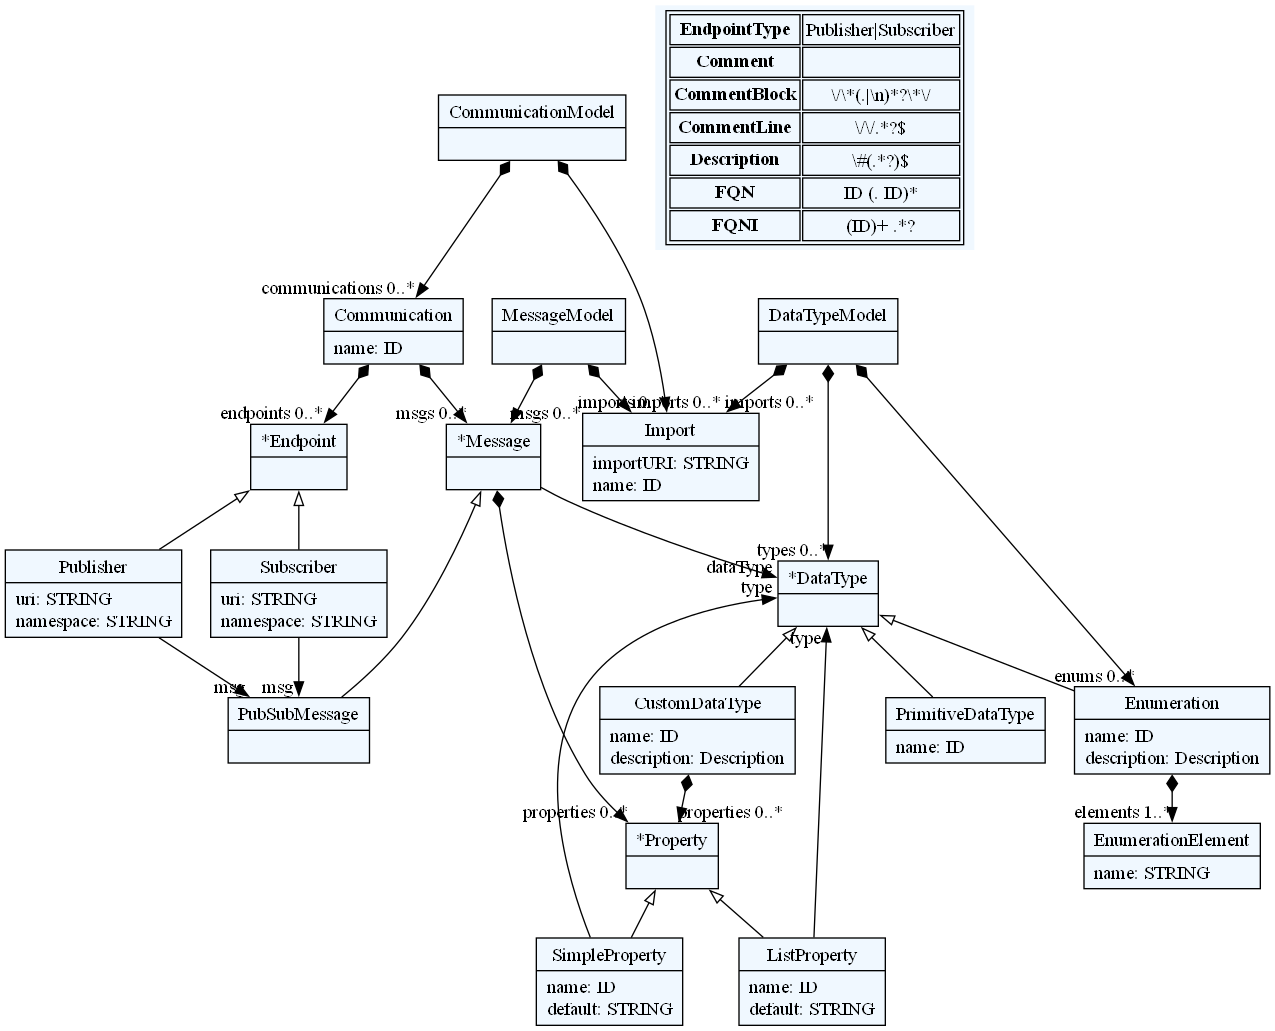 EndpointType Publisher|Subscriber
Comment
CommentBlock \/\*(.|\n)*?\*\/
CommentLine \/\/.*?$
Description \#(.*?)$
FQN ID (. ID)*
FQNI (ID)+ .*?
CommunicationModel
communications 0..*
Communication
name: ID
MessageModel
DataTypeModel
endpoints 0..*
msgs 0..*
msgs 0..*
imports 0..*
imports 0..*
imports 0..*
*Endpoint
*Message
Import
importURI: STRING
name: ID
Publisher
uri: STRING
namespace: STRING
Subscriber
uri: STRING
namespace: STRING
types 0..*
dataType
type
*DataType
type
msg
msg
PubSubMessage
enums 0..*
CustomDataType
name: ID
description: Description
PrimitiveDataType
name: ID
Enumeration
name: ID
description: Description
properties 0..*
properties 0..*
elements 1..*
*Property
EnumerationElement
name: STRING
SimpleProperty
name: ID
default: STRING
ListProperty
name: ID
default: STRING